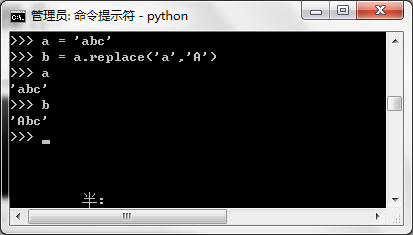 管理员: 命令提示符 - python
>>> a = 'abc'
>>> b = a.replace('a','A')
>>> a
'abc'
>>> b
'Abc'
>>>
半: